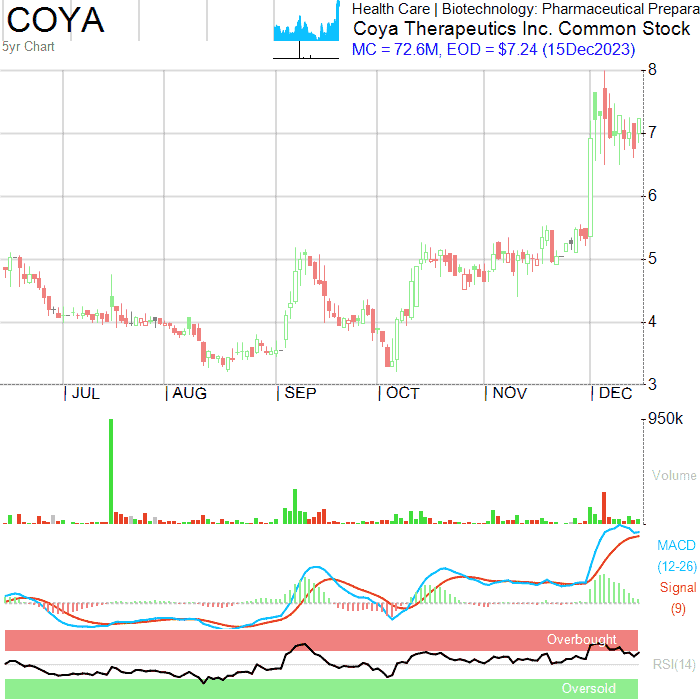 COYA
5yr Chart
Health Care | Biotechnology: Pharmaceutical Prepara
Coya Therapeutics Inc. Common Stock
MC = 72.6M, EOD = $7.24 (15Dec2023)
8
7
6
5
4
3
JUL AUG SEP OCT NOV DEC
950k
Volume
MACD
(12-26)
Signal
(9)
Overbought
RSI(14)
Oversold